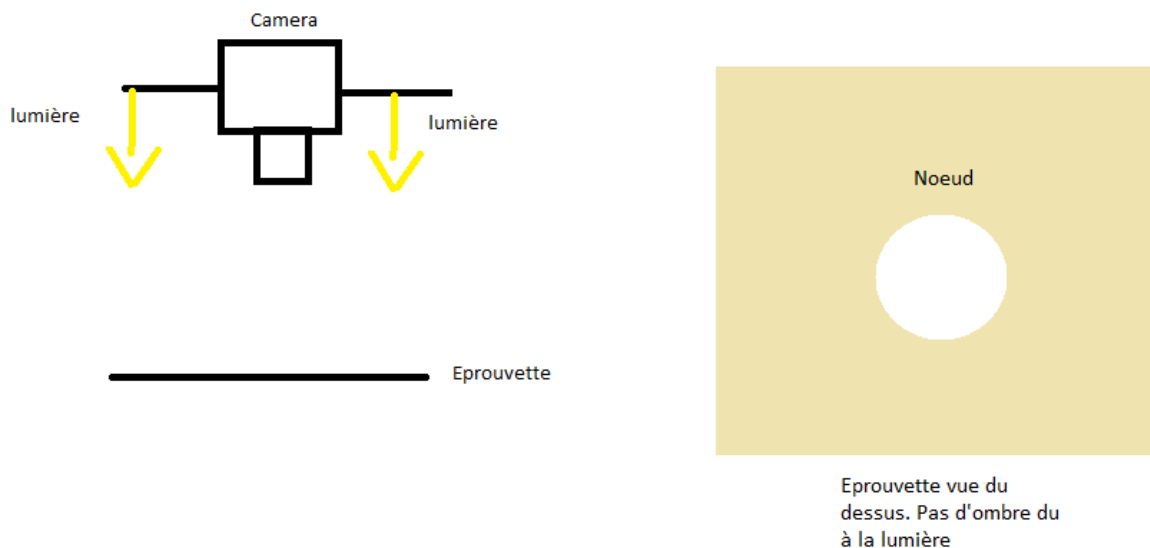 Camera
lumière
lumière
Eprouvette
Noeud
Eprouvette vue du
dessus. Pas d'ombre du
à la lumière